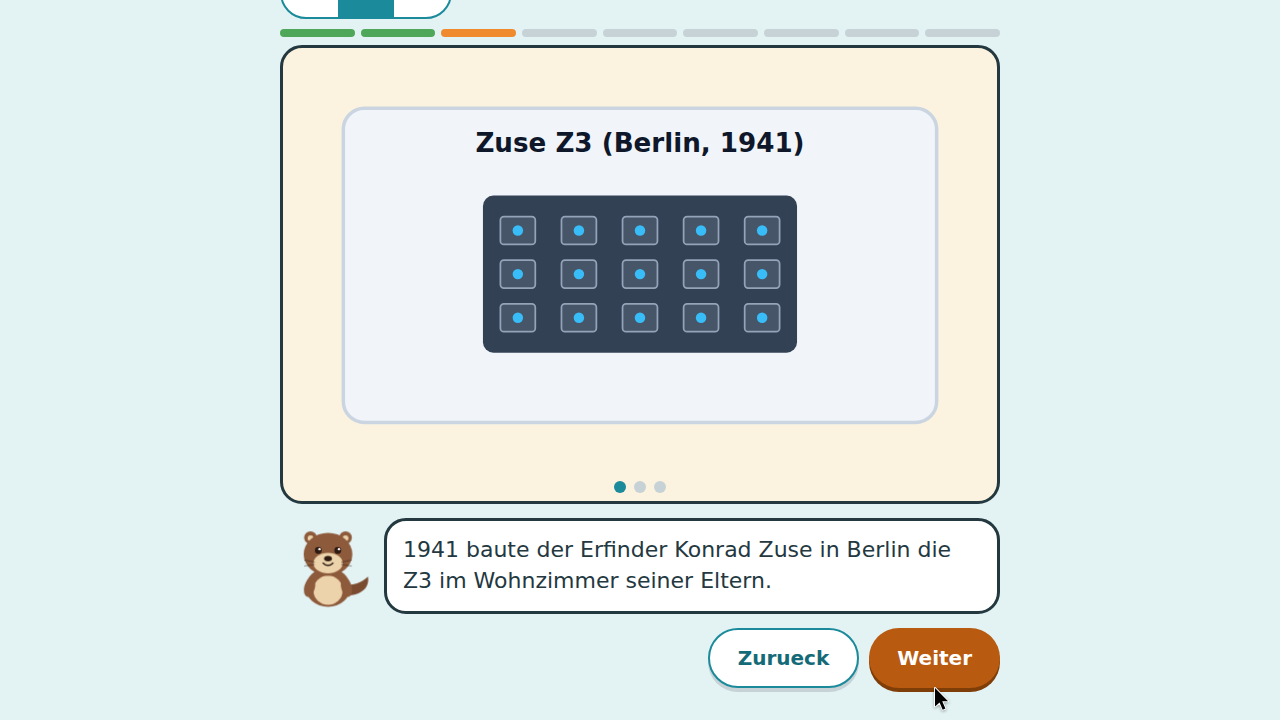 Zuse Z3 (Berlin, 1941)
1941 baute der Erfinder Konrad Zuse in Berlin die
Z3 im Wohnzimmer seiner Eltern.
Zurueck
Weiter